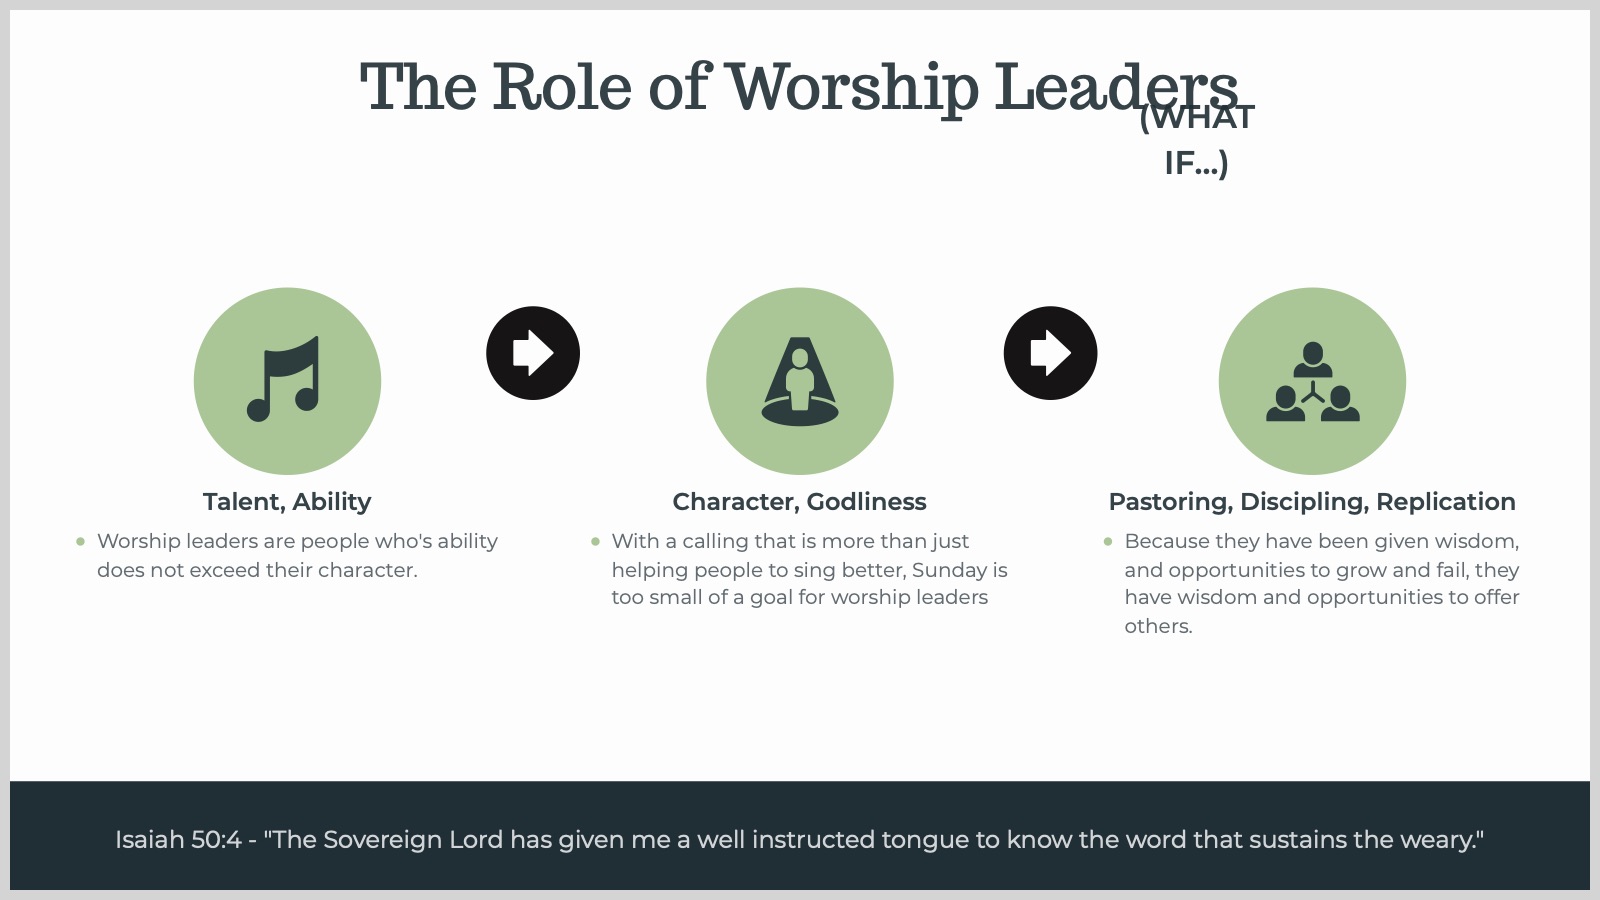 The Role of Worship Leaders
(WHAT
IF...)
Talent, Ability
Worship leaders are people who's ability
does not exceed their character.
Character, Godliness
With a calling that is more than just
helping people to sing better, Sunday is
too small of a goal for worship leaders
Pastoring, Discipling, Replication
Because they have been given wisdom,
and opportunities to grow and fail, they
have wisdom and opportunities to offer
others.
Isaiah 50:4 - "The Sovereign Lord has given me a well instructed tongue to know the word that sustains the weary."